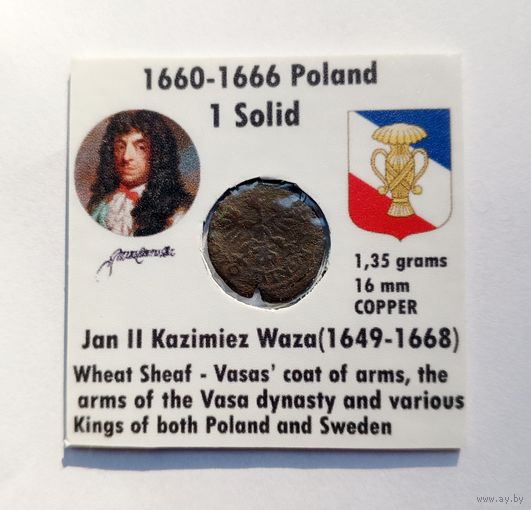 1660-1666 Poland
1 Solid
1,35 grams
16 mm
COPPER
Jan II Kazimiez Waza(1649-1668)
Wheat Sheaf - Vasas' coat of arms, the
arms of the Vasa dynasty and various
Kings of both Poland and Sweden
www.ay.by